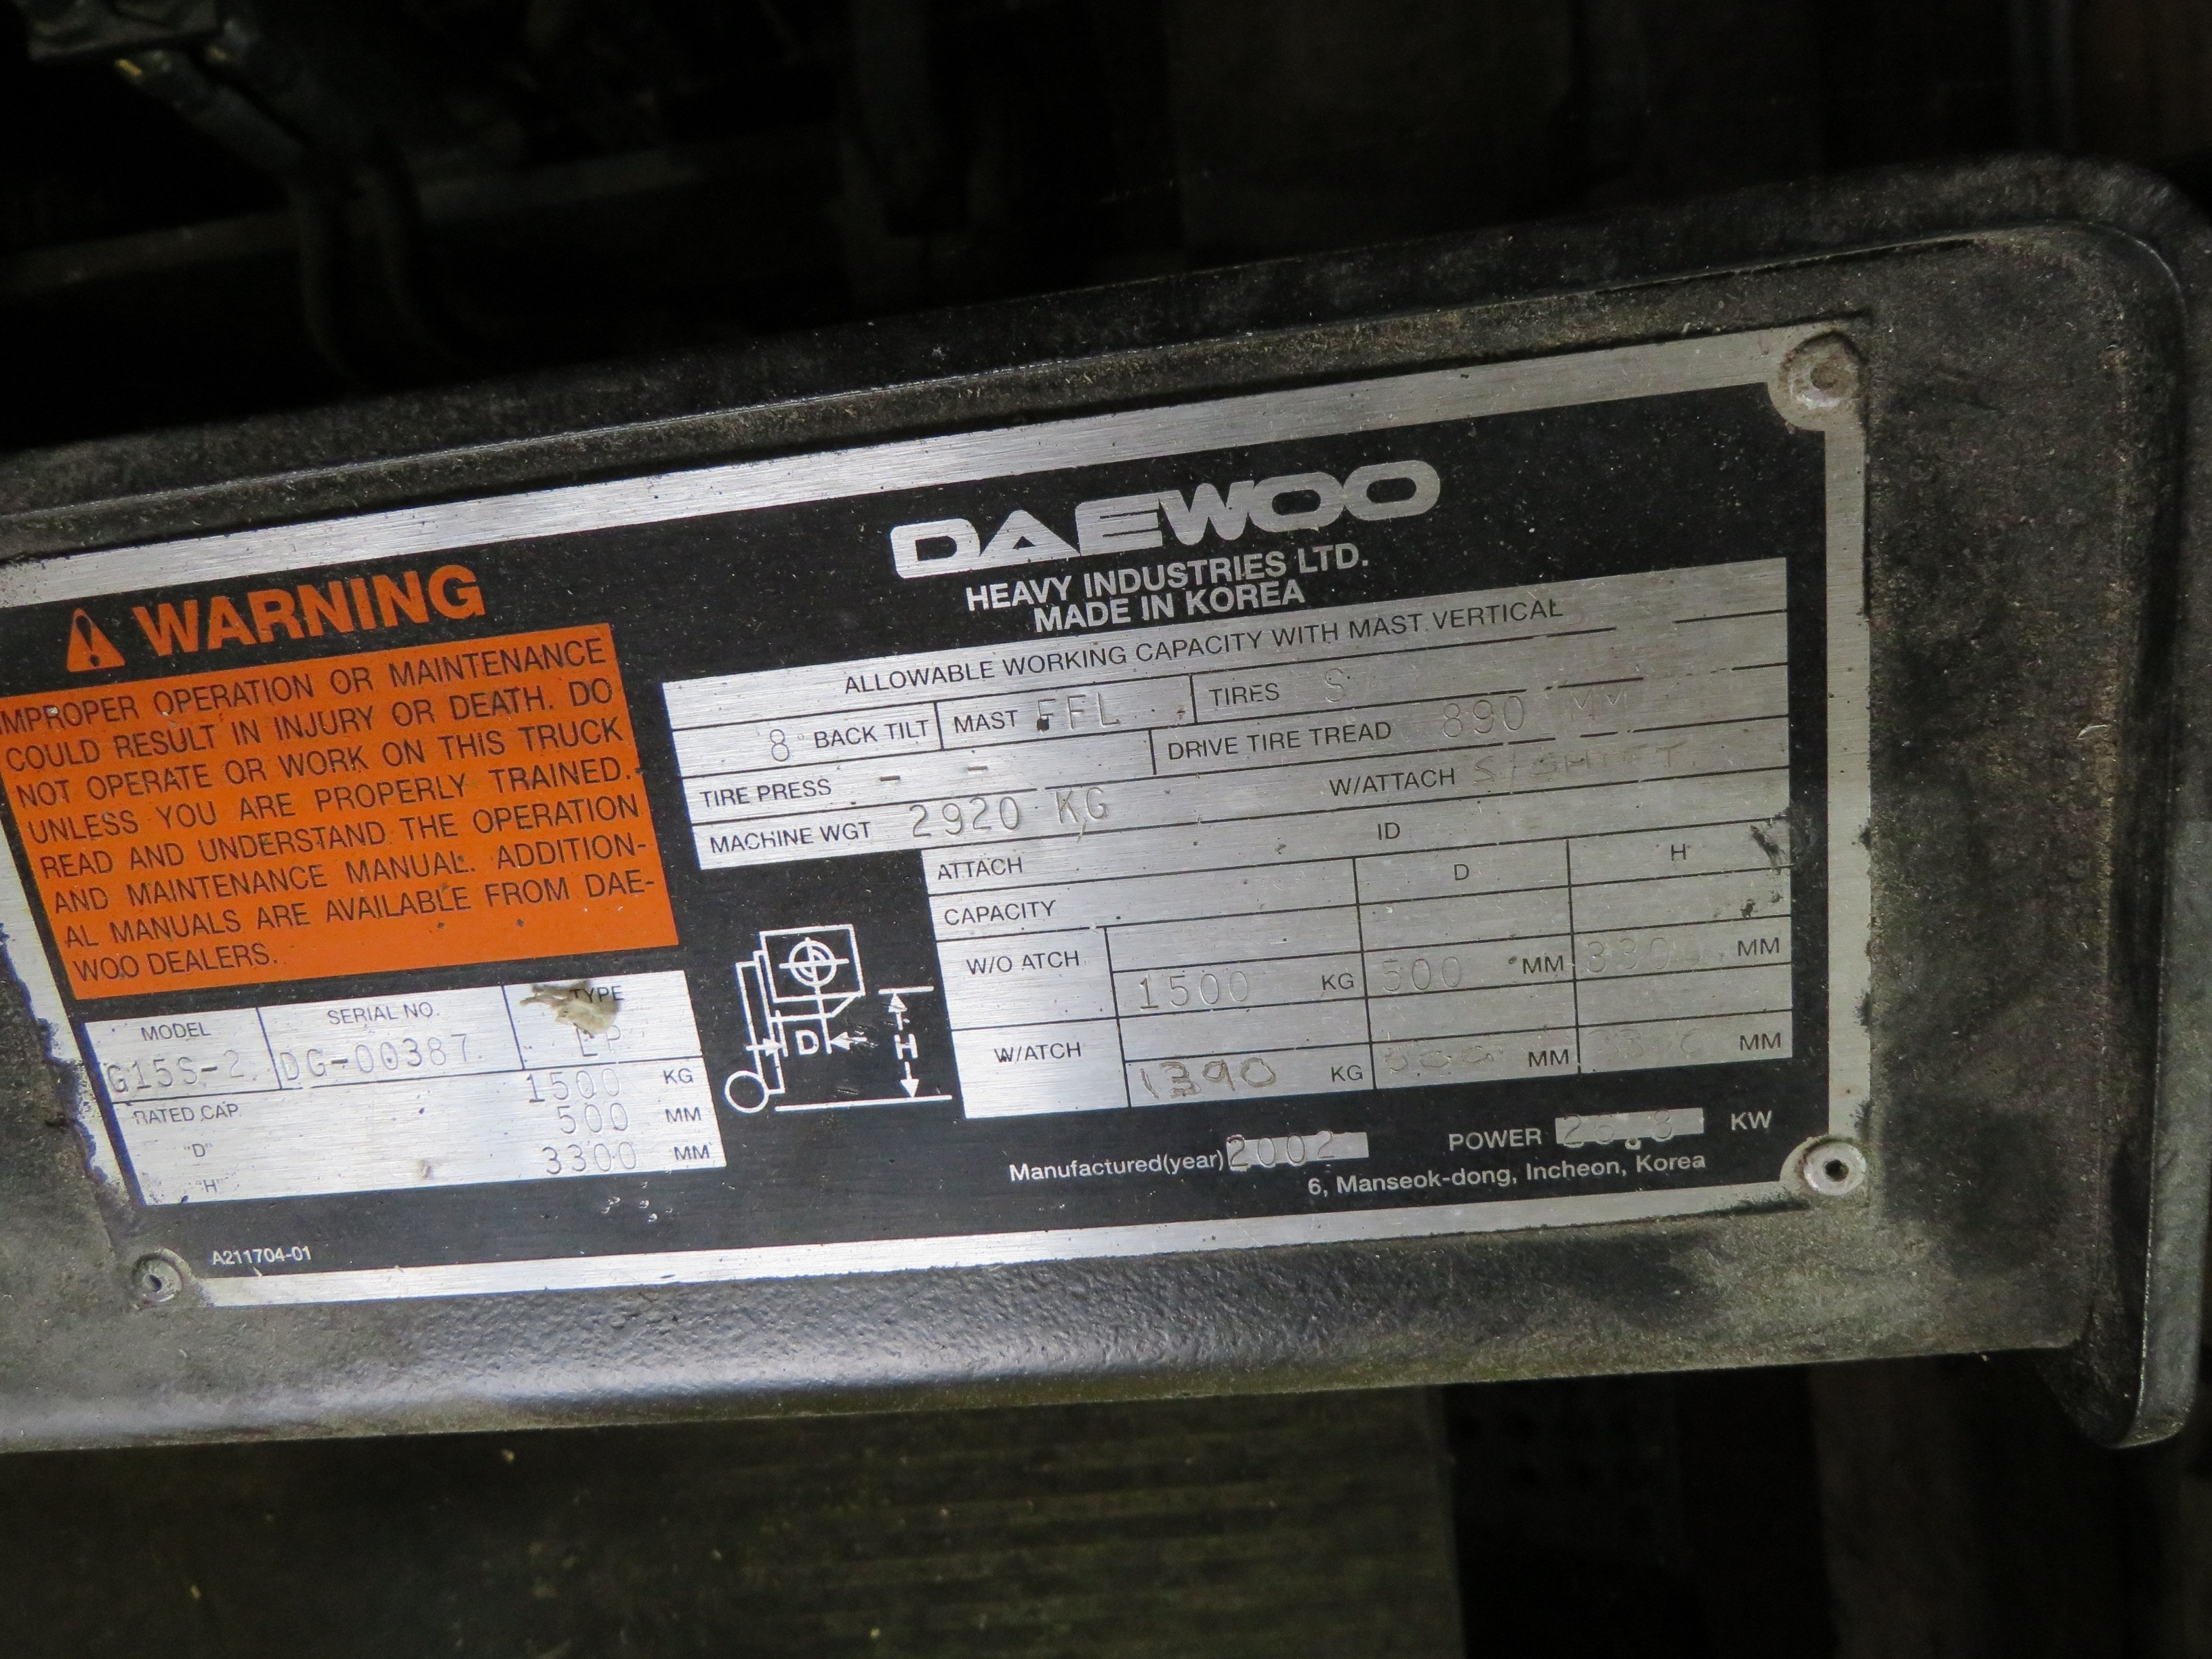 WARNING
IMPROPER OPERATION OR MAINTENANCE
COULD RESULT IN INJURY OR DEATH. DO
NOT OPERATE OR WORK ON THIS TRUCK
UNLESS YOU ARE PROPERLY TRAINED.
READ AND UNDERSTAND THE OPERATION
AND MAINTENANCE MANUAL. ADDITION-
AL MANUALS ARE AVAILABLE FROM DAE-
WOO DEALERS.
MODEL SERIAL NO. TYPE
G15S-2 DG-00387 LP
RATED CAP. 1500 KG
"D" 500 MM
"H" 3300 MM
A211704-01
DAEWOO
HEAVY INDUSTRIES LTD.
MADE IN KOREA
ALLOWABLE WORKING CAPACITY WITH MAST VERTICAL
8° BACK TILT MAST FFL TIRES S
TIRE PRESS - - DRIVE TIRE TREAD 890 MM
MACHINE WGT 2920 KG W/ATTACH S/SHIFT
ATTACH ID
CAPACITY D H
W/O ATCH 1500 KG 500 MM 3300 MM
W/ATCH 1390 KG 500 MM MM
D H
Manufactured(year) 2002 POWER KW
6, Manseok-dong, Incheon, Korea